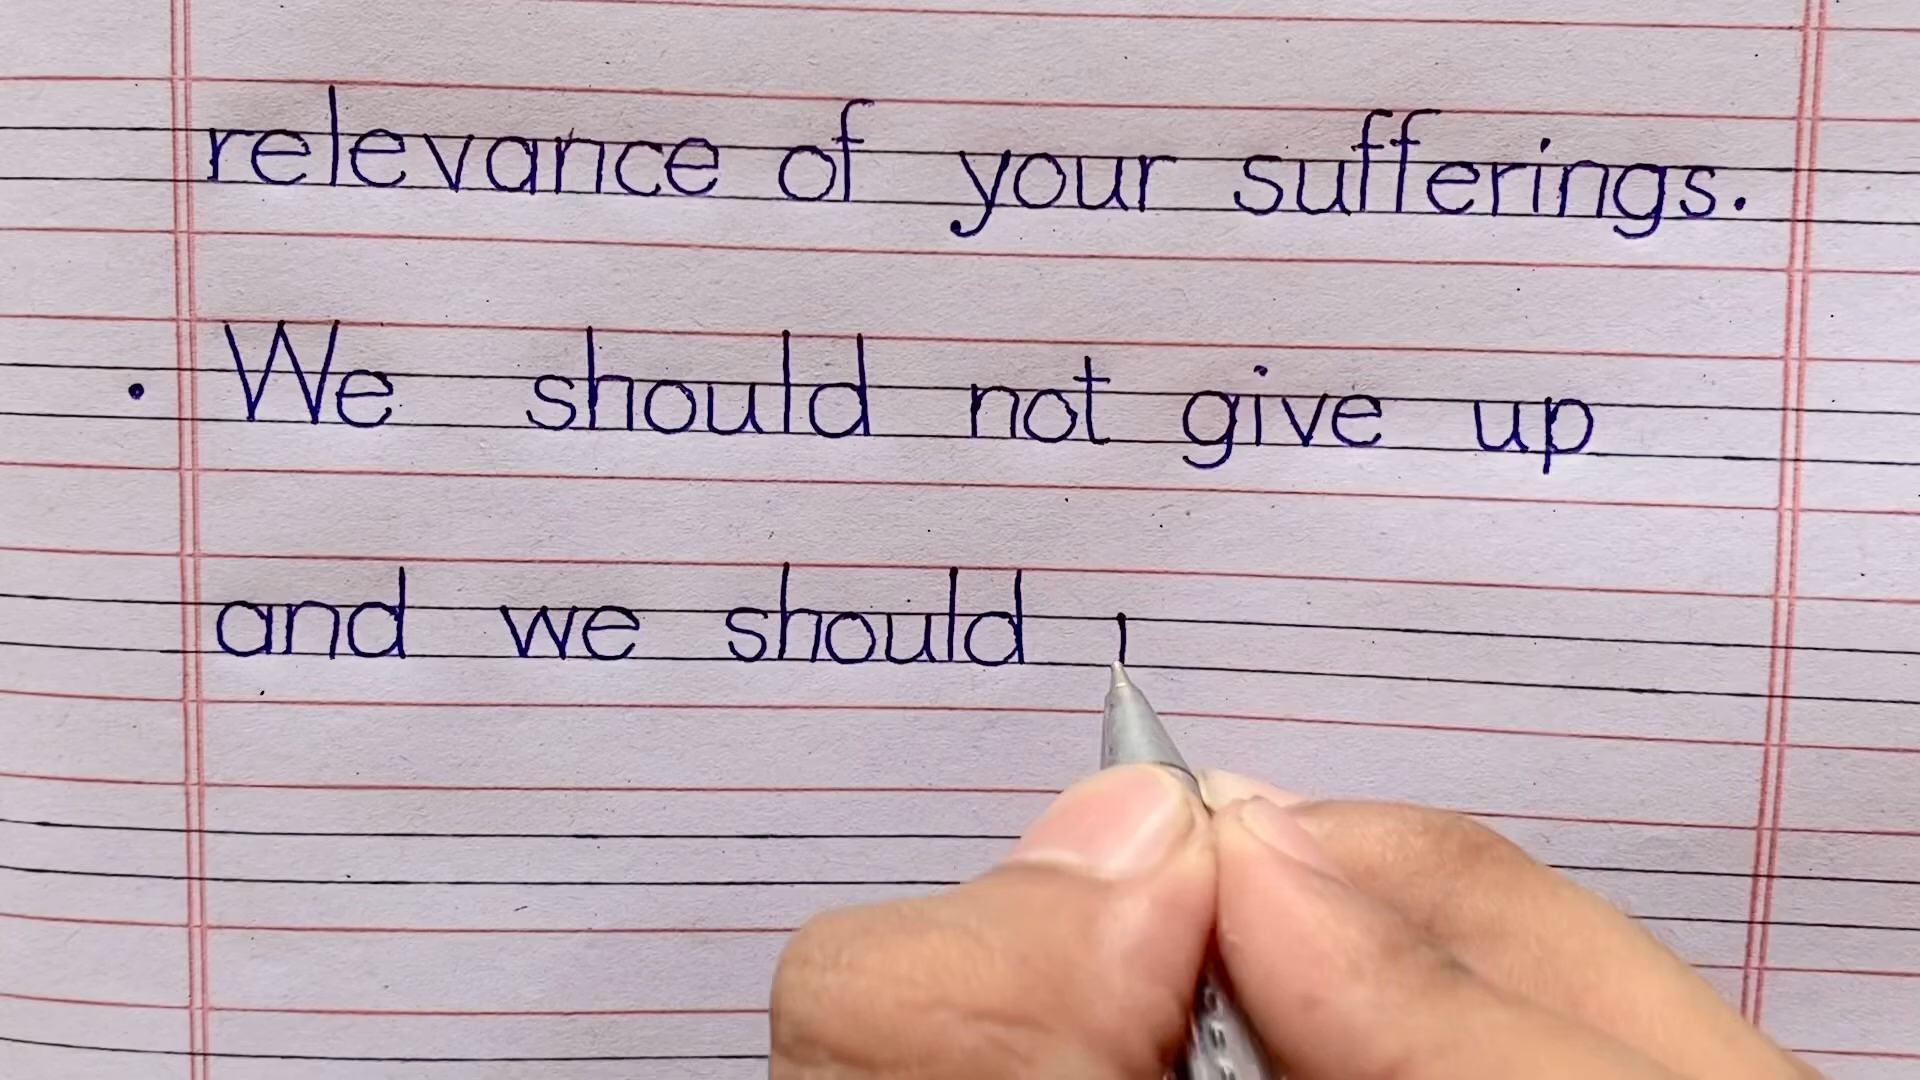 relevance of your sufferings.
. We should not give up
and we should